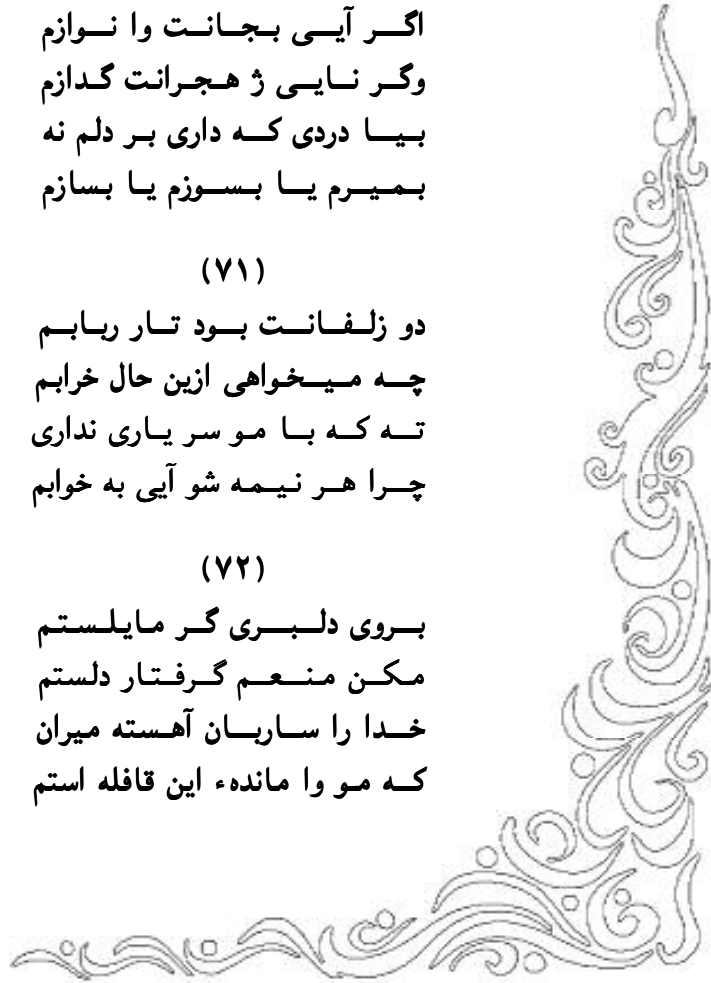 اگر آیی بجانت وا نوازم
وگر نایی ژ هجرانت گدازم
بیا دردی که داری بر دلم نه
بمیرم یا بسوزم یا بسازم
(۷۱)
دو زلفانت بود تار ربابم
چه میخواهی ازین حال خرابم
ته که با مو سر یاری نداری
چرا هر نیمه شو آیی به خوابم
(۷۲)
بروی دلبری گر مایلستم
مکن منعم گرفتار دلستم
خدا را ساربان آهسته میران
که مو وا مانده این قافله استم